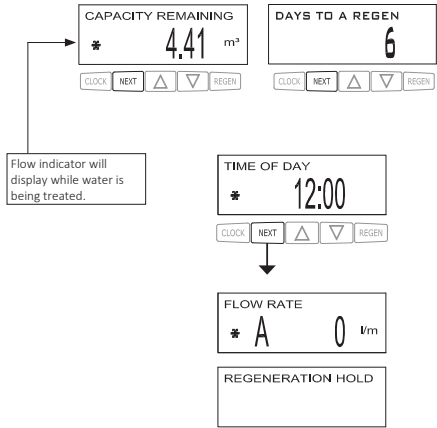 CAPACITY REMAINING
* 4.41 m³
CLOCK NEXT △ ▽ REGEN
DAYS TO A REGEN
6
CLOCK NEXT △ ▽ REGEN
Flow indicator will
display while water is
being treated.
TIME OF DAY
* 12:00
CLOCK NEXT △ ▽ REGEN
FLOW RATE
* A 0 l/m
REGENERATION HOLD